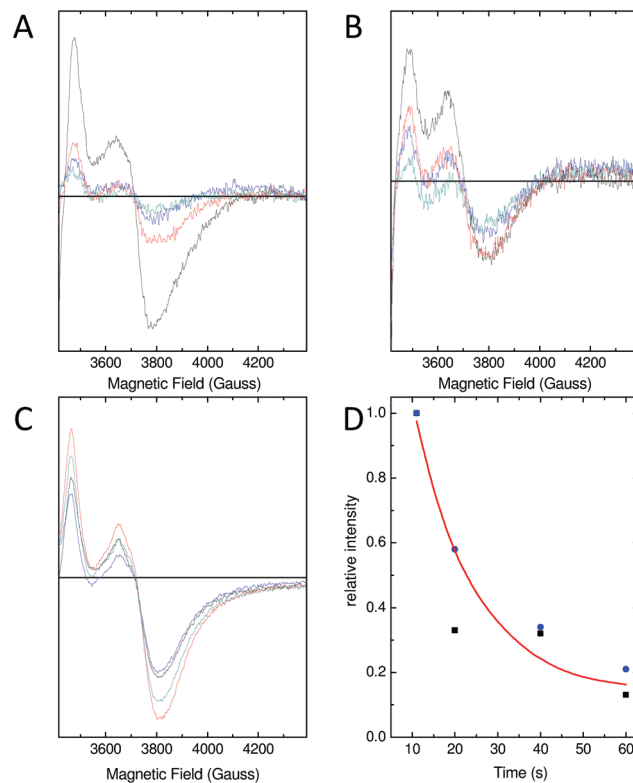 A
B
3600 3800 4000 4200
Magnetic Field (Gauss)
3600 3800 4000 4200
Magnetic Field (Gauss)
C
D
3600 3800 4000 4200
Magnetic Field (Gauss)
relative intensity
1.0
0.8
0.6
0.4
0.2
0.0
10 20 30 40 50 60
Time (s)